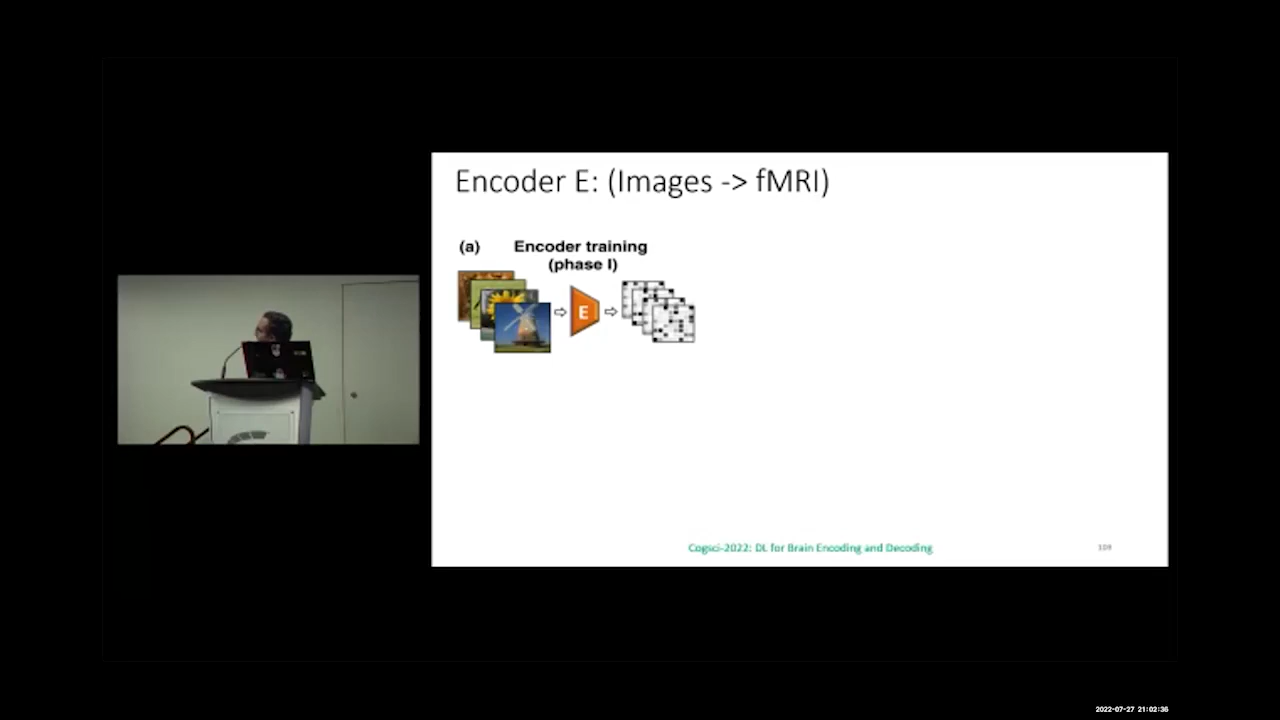 Encoder E: (Images -> fMRI)
(a) Encoder training
(phase I)
E
Cogsci-2022: DL for Brain Encoding and Decoding
109
2022-07-27 21:02:36